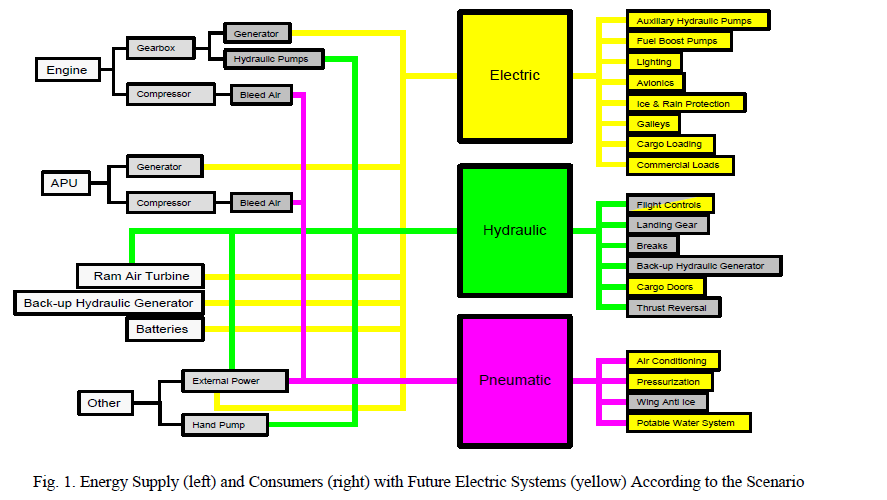 Engine
Gearbox
Generator
Hydraulic Pumps
Compressor
Bleed Air
APU
Generator
Compressor
Bleed Air
Ram Air Turbine
Back-up Hydraulic Generator
Batteries
Other
External Power
Hand Pump
Electric
Hydraulic
Pneumatic
Auxiliary Hydraulic Pumps
Fuel Boost Pumps
Lighting
Avionics
Ice & Rain Protection
Galleys
Cargo Loading
Commercial Loads
Flight Controls
Landing Gear
Breaks
Back-up Hydraulic Generator
Cargo Doors
Thrust Reversal
Air Conditioning
Pressurization
Wing Anti Ice
Potable Water System
Fig. 1. Energy Supply (left) and Consumers (right) with Future Electric Systems (yellow) According to the Scenario